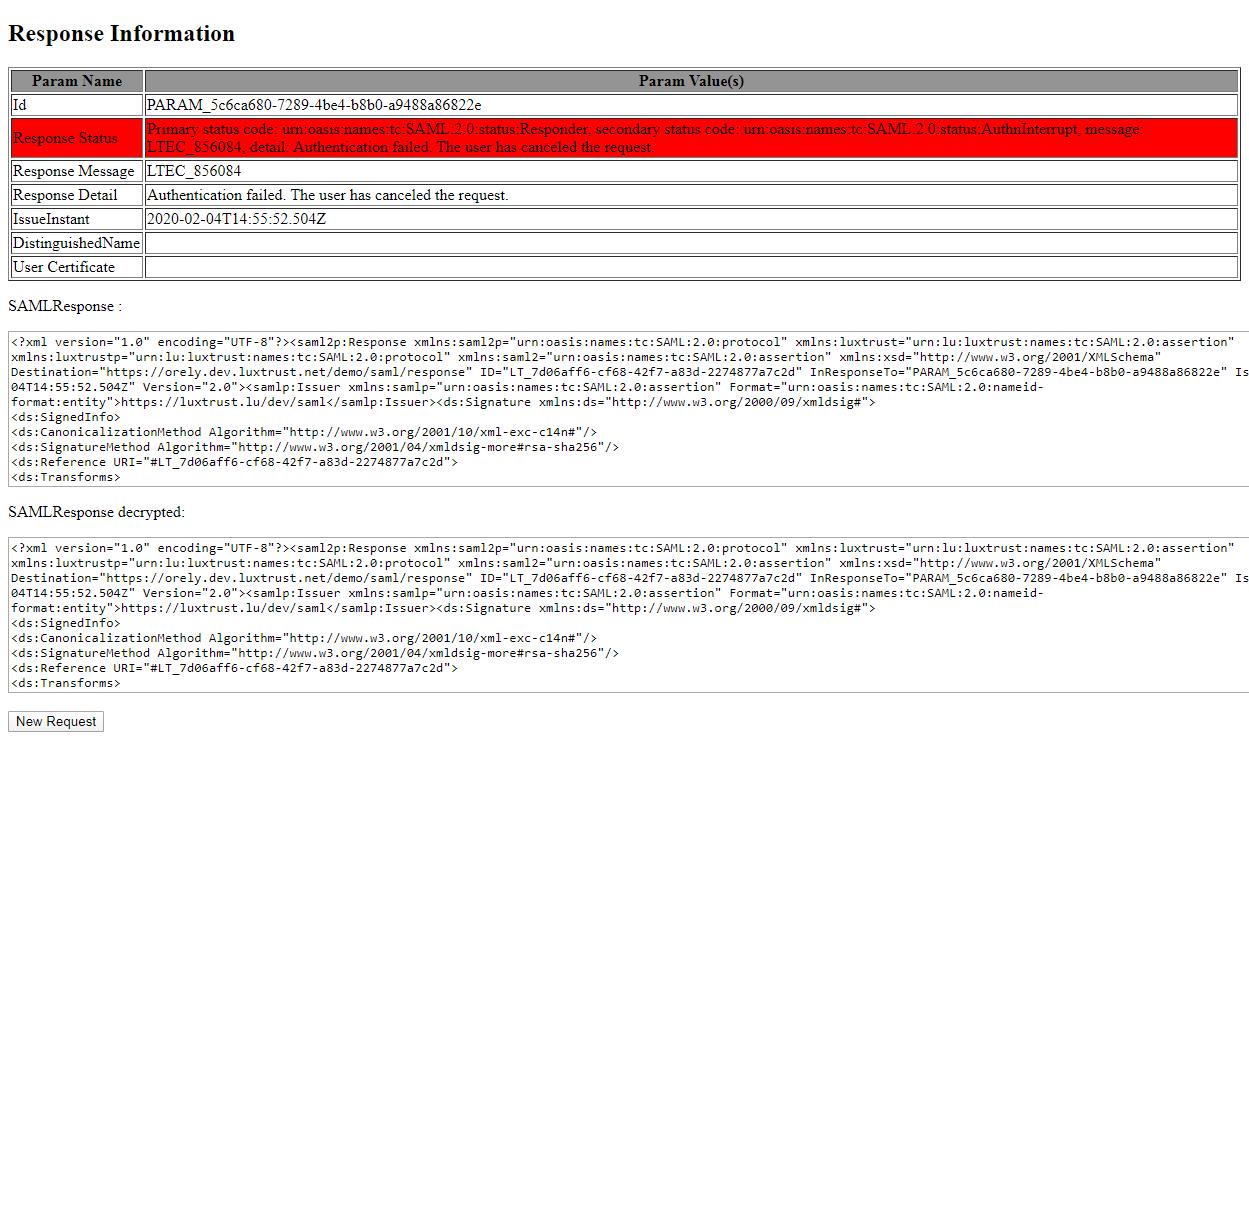 Response Information
Param Name Param Value(s)
Id PARAM_5c6ca680-7289-4be4-b8b0-a9488a86822e
Response Status Primary status code: urn:oasis:names:tc:SAML:2.0:status:Responder, secondary status code: urn:oasis:names:tc:SAML:2.0:status:AuthnInterrupt, message:
LTEC_856084, detail: Authentication failed. The user has canceled the request.
Response Message LTEC_856084
Response Detail Authentication failed. The user has canceled the request.
IssueInstant 2020-02-04T14:55:52.504Z
DistinguishedName
User Certificate
SAMLResponse :
<?xml version="1.0" encoding="UTF-8"?><saml2p:Response xmlns:saml2p="urn:oasis:names:tc:SAML:2.0:protocol" xmlns:luxtrust="urn:lu:luxtrust:names:tc:SAML:2.0:assertion"
xmlns:luxtrustp="urn:lu:luxtrust:names:tc:SAML:2.0:protocol" xmlns:saml2="urn:oasis:names:tc:SAML:2.0:assertion" xmlns:xsd="http://www.w3.org/2001/XMLSchema"
Destination="https://orely.dev.luxtrust.net/demo/saml/response" ID="LT_7d06aff6-cf68-42f7-a83d-2274877a7c2d" InResponseTo="PARAM_5c6ca680-7289-4be4-b8b0-a9488a86822e" Is
04T14:55:52.504Z" Version="2.0"><samlp:Issuer xmlns:samlp="urn:oasis:names:tc:SAML:2.0:assertion" Format="urn:oasis:names:tc:SAML:2.0:nameid-
format:entity">https://luxtrust.lu/dev/saml</samlp:Issuer><ds:Signature xmlns:ds="http://www.w3.org/2000/09/xmldsig#">
<ds:SignedInfo>
<ds:CanonicalizationMethod Algorithm="http://www.w3.org/2001/10/xml-exc-c14n#"/>
<ds:SignatureMethod Algorithm="http://www.w3.org/2001/04/xmldsig-more#rsa-sha256"/>
<ds:Reference URI="#LT_7d06aff6-cf68-42f7-a83d-2274877a7c2d">
<ds:Transforms>
SAMLResponse decrypted:
<?xml version="1.0" encoding="UTF-8"?><saml2p:Response xmlns:saml2p="urn:oasis:names:tc:SAML:2.0:protocol" xmlns:luxtrust="urn:lu:luxtrust:names:tc:SAML:2.0:assertion"
xmlns:luxtrustp="urn:lu:luxtrust:names:tc:SAML:2.0:protocol" xmlns:saml2="urn:oasis:names:tc:SAML:2.0:assertion" xmlns:xsd="http://www.w3.org/2001/XMLSchema"
Destination="https://orely.dev.luxtrust.net/demo/saml/response" ID="LT_7d06aff6-cf68-42f7-a83d-2274877a7c2d" InResponseTo="PARAM_5c6ca680-7289-4be4-b8b0-a9488a86822e" Is
04T14:55:52.504Z" Version="2.0"><samlp:Issuer xmlns:samlp="urn:oasis:names:tc:SAML:2.0:assertion" Format="urn:oasis:names:tc:SAML:2.0:nameid-
format:entity">https://luxtrust.lu/dev/saml</samlp:Issuer><ds:Signature xmlns:ds="http://www.w3.org/2000/09/xmldsig#">
<ds:SignedInfo>
<ds:CanonicalizationMethod Algorithm="http://www.w3.org/2001/10/xml-exc-c14n#"/>
<ds:SignatureMethod Algorithm="http://www.w3.org/2001/04/xmldsig-more#rsa-sha256"/>
<ds:Reference URI="#LT_7d06aff6-cf68-42f7-a83d-2274877a7c2d">
<ds:Transforms>
New Request